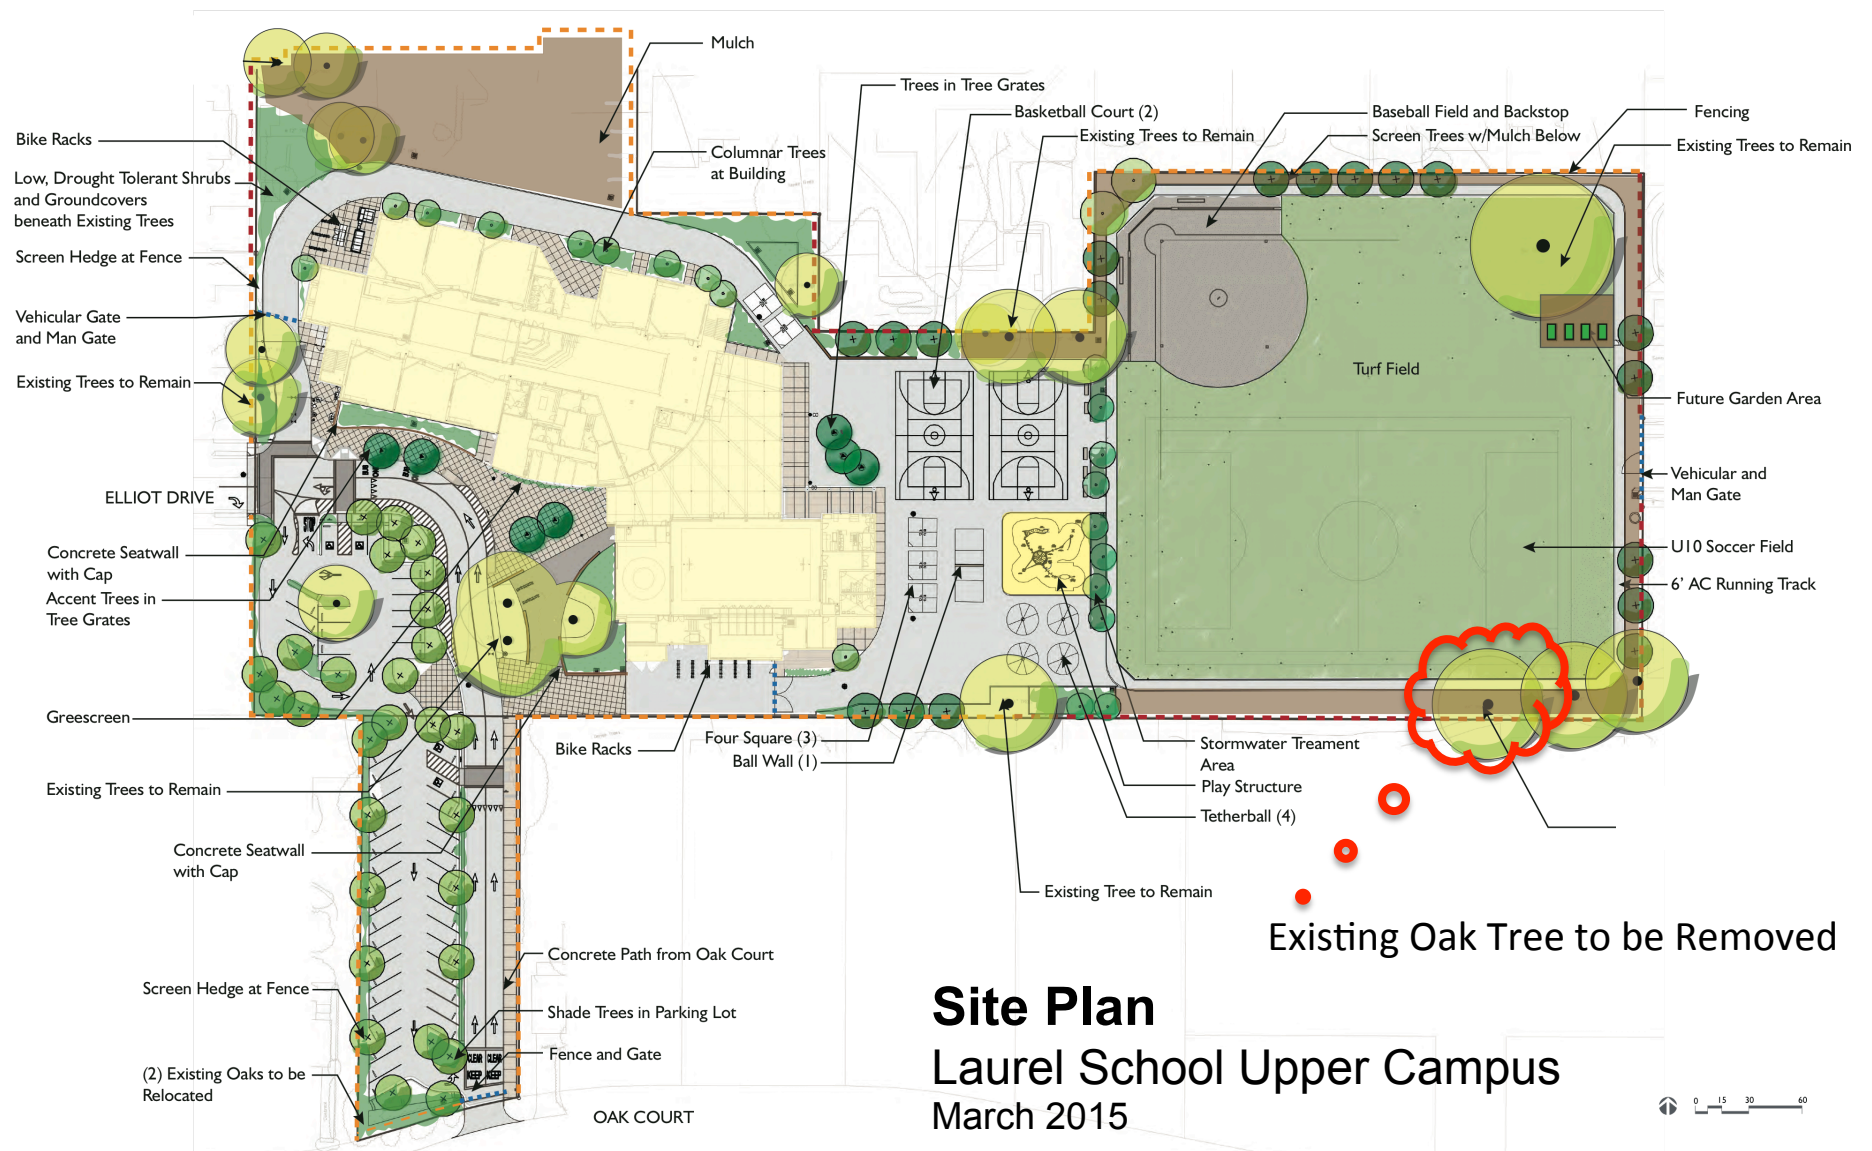 Mulch
Trees in Tree Grates
Basketball Court (2)
Existing Trees to Remain
Baseball Field and Backstop
Screen Trees w/Mulch Below
Fencing
Existing Trees to Remain
Bike Racks
Columnar Trees
at Building
Low, Drought Tolerant Shrubs
and Groundcovers
beneath Existing Trees
Screen Hedge at Fence
Vehicular Gate
and Man Gate
Existing Trees to Remain
Turf Field
Future Garden Area
Vehicular and
Man Gate
ELLIOT DRIVE
U10 Soccer Field
6' AC Running Track
Concrete Seatwall
with Cap
Accent Trees in
Tree Grates
Greescreen
Bike Racks
Four Square (3)
Ball Wall (1)
Stormwater Treament
Area
Play Structure
Tetherball (4)
Existing Trees to Remain
Concrete Seatwall
with Cap
Existing Tree to Remain
Existing Oak Tree to be Removed
Concrete Path from Oak Court
Screen Hedge at Fence
Shade Trees in Parking Lot
Fence and Gate
CLEAR CLEAR
KEEP KEEP
(2) Existing Oaks to be
Relocated
OAK COURT
Site Plan
Laurel School Upper Campus
March 2015
0 15 30 60